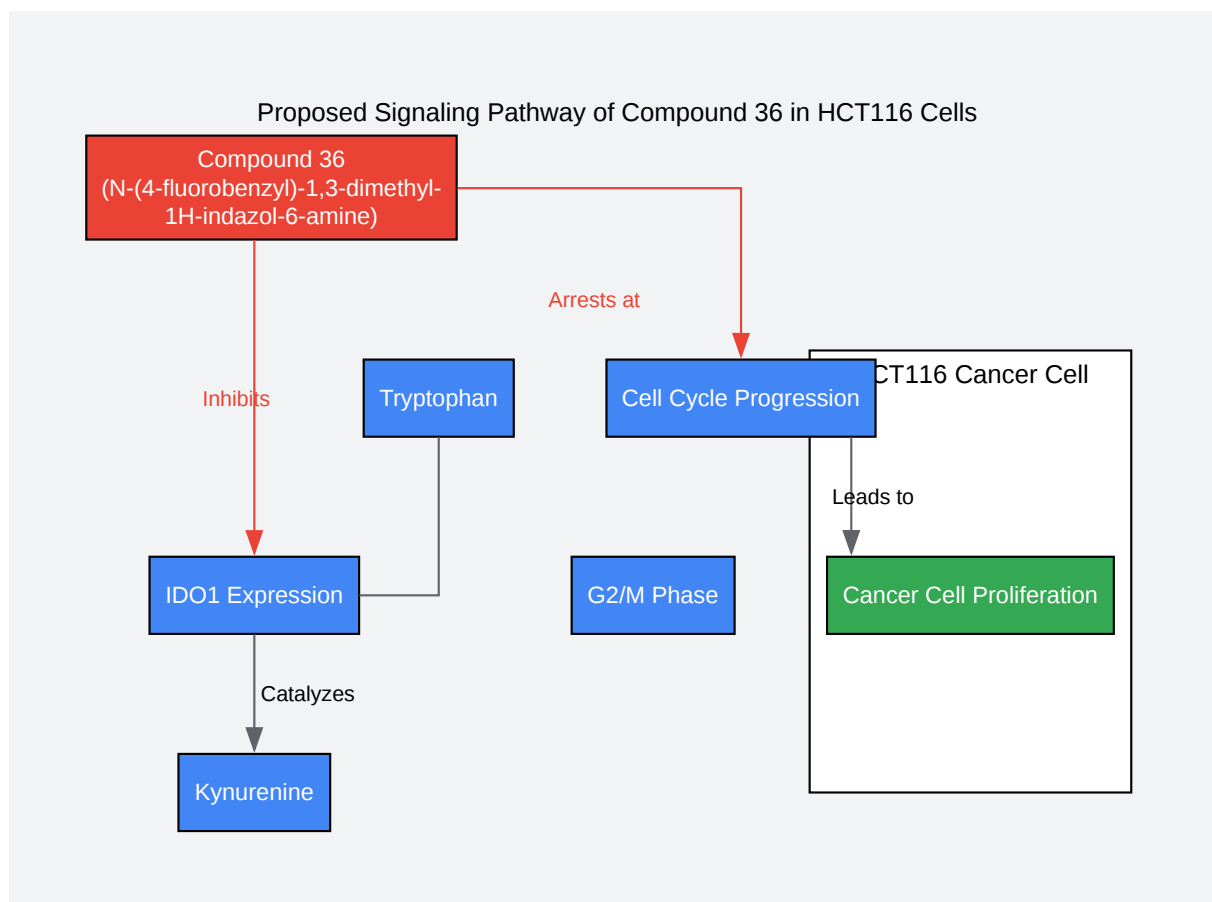 Proposed Signaling Pathway of Compound 36 in HCT116 Cells
Compound 36
(N-(4-fluorobenzyl)-1,3-dimethyl-
1H-indazol-6-amine)
Arrests at
Inhibits
Tryptophan
Cell Cycle Progression
CT116 Cancer Cell
Leads to
IDO1 Expression
G2/M Phase
Cancer Cell Proliferation
Catalyzes
Kynurenine